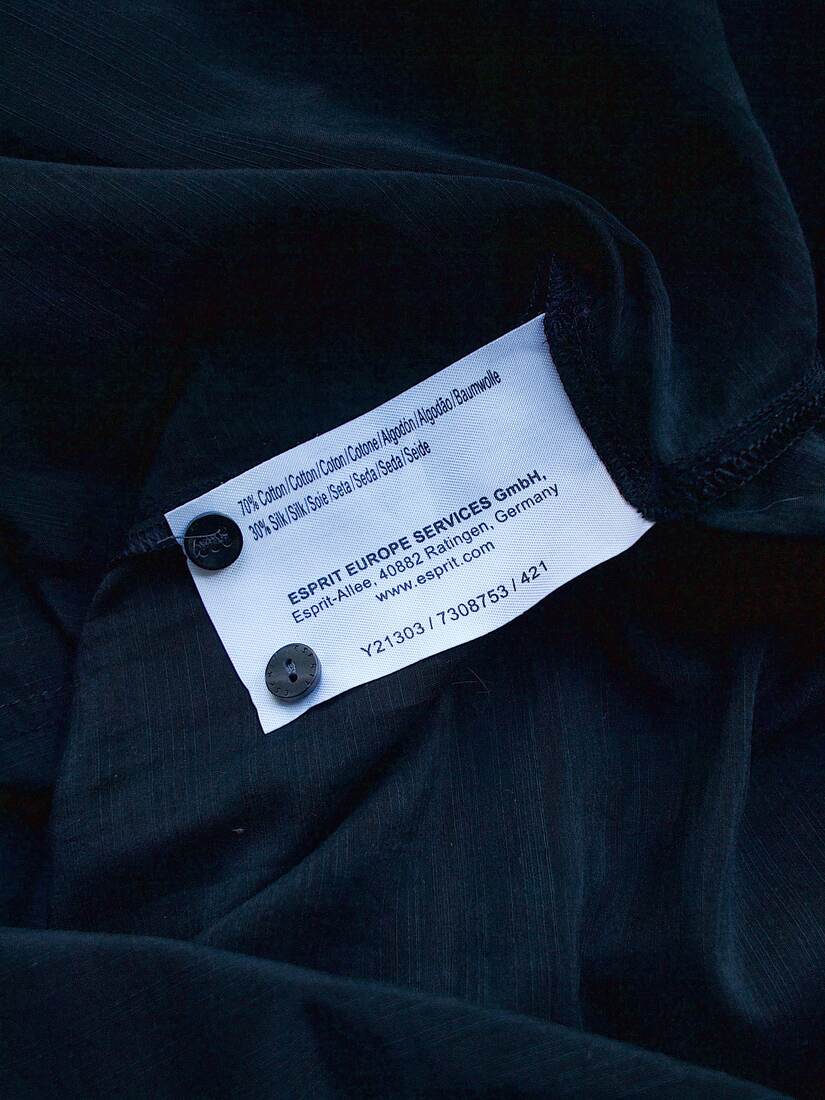 70% Cotton/Cotton/Coton/Cotone/Algodón/Algodão/Baumwolle
30% Silk/Silk/Soie/Seta/Seda/Seda/Seide
ESPRIT EUROPE SERVICES GmbH,
Esprit-Allee, 40882 Ratingen, Germany
www.esprit.com
Y21303 / 7308753 / 421